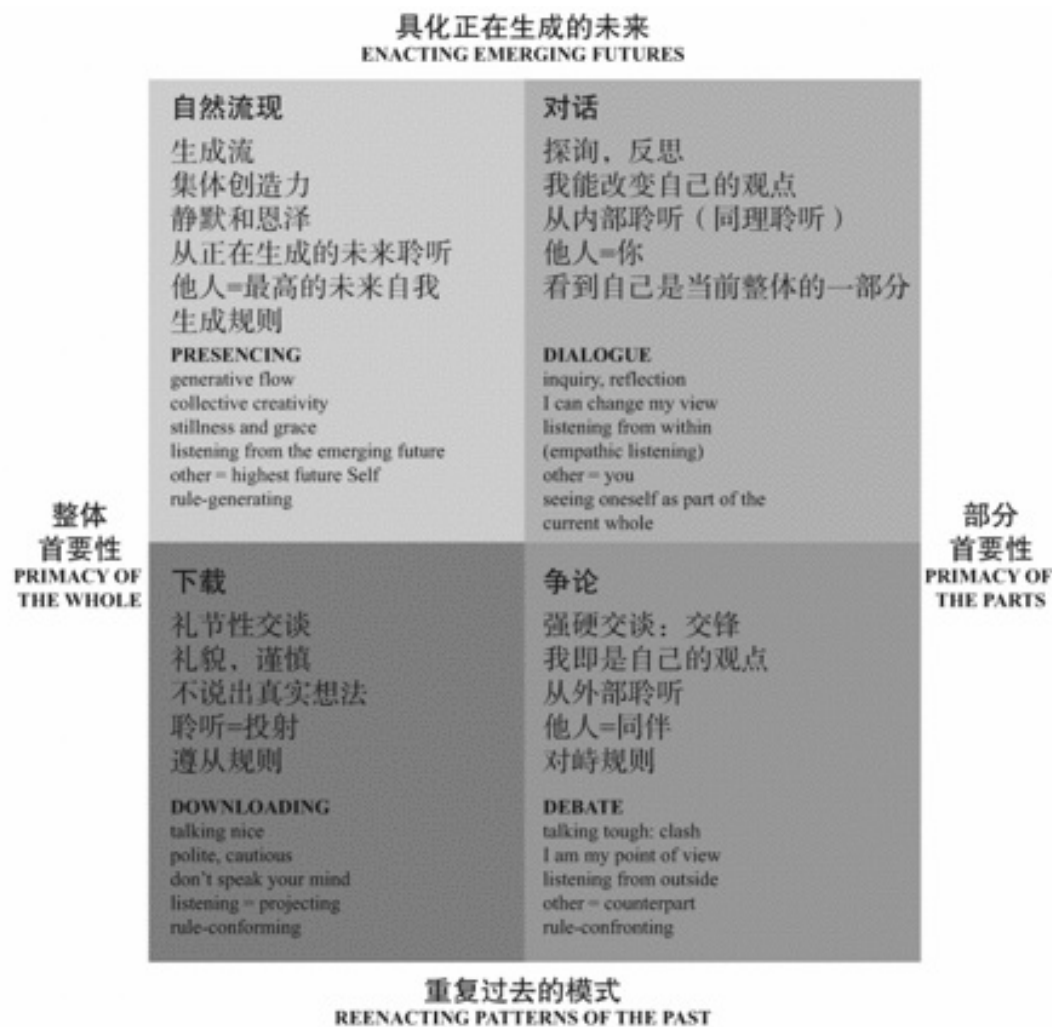 具化正在生成的未来
ENACTING EMERGING FUTURES
自然流现
生成流
集体创造力
静默和恩泽
从正在生成的未来聆听
他人=最高的未来自我
生成规则
PRESENCING
generative flow
collective creativity
stillness and grace
listening from the emerging future
other = highest future Self
rule-generating
对话
探询，反思
我能改变自己的观点
从内部聆听（同理聆听）
他人=你
看到自己是当前整体的一部分
DIALOGUE
inquiry, reflection
I can change my view
listening from within
(empathic listening)
other = you
seeing oneself as part of the
current whole
整体
首要性
PRIMACY OF
THE WHOLE
部分
首要性
PRIMACY OF
THE PARTS
下载
礼节性交谈
礼貌、谨慎
不说出真实想法
聆听=投射
遵从规则
DOWNLOADING
talking nice
polite, cautious
don't speak your mind
listening = projecting
rule-conforming
争论
强硬交谈：交锋
我即是自己的观点
从外部聆听
他人=同伴
对峙规则
DEBATE
talking tough: clash
I am my point of view
listening from outside
other = counterpart
rule-confronting
重复过去的模式
REENACTING PATTERNS OF THE PAST